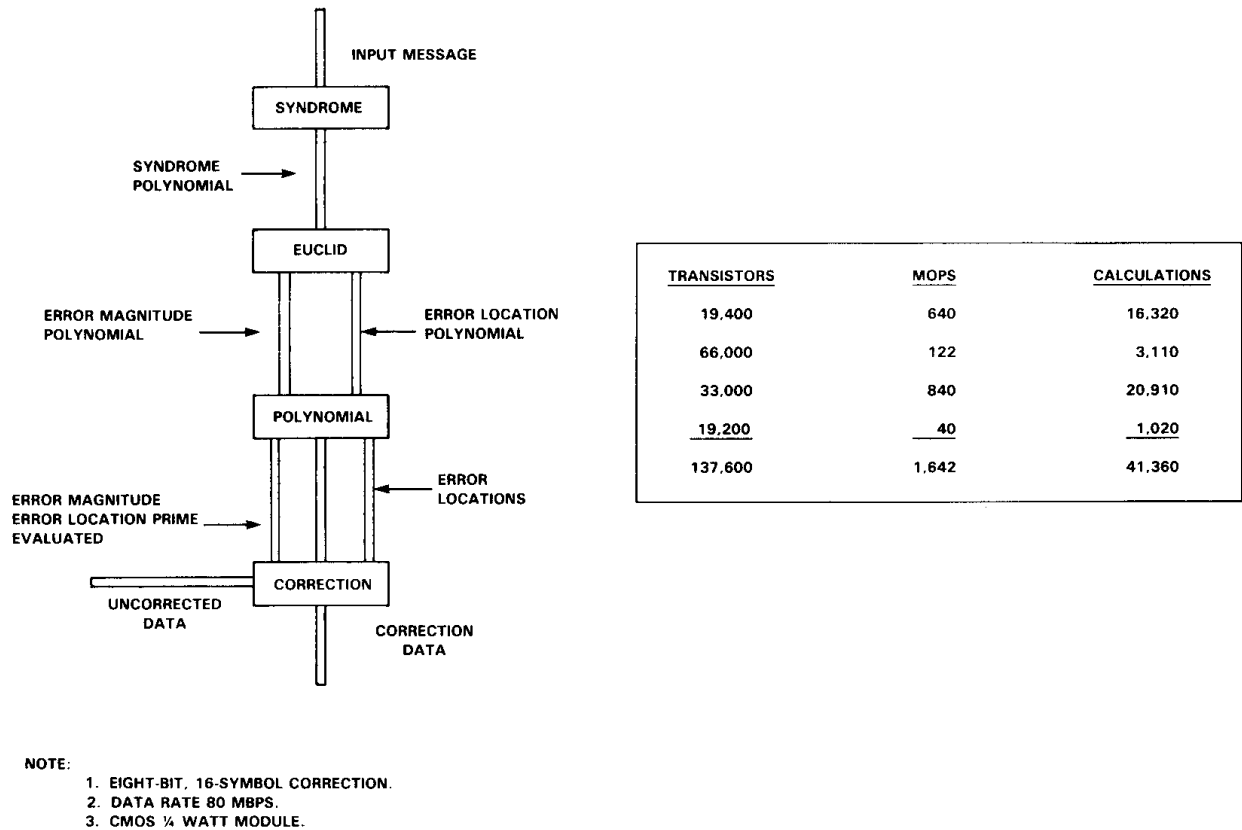 INPUT MESSAGE
SYNDROME
SYNDROME
POLYNOMIAL
EUCLID
ERROR MAGNITUDE
POLYNOMIAL
ERROR LOCATION
POLYNOMIAL
POLYNOMIAL
ERROR
LOCATIONS
ERROR MAGNITUDE
ERROR LOCATION PRIME
EVALUATED
CORRECTION
UNCORRECTED
DATA
CORRECTION
DATA
TRANSISTORS MOPS CALCULATIONS
19,400 640 16,320
66,000 122 3,110
33,000 840 20,910
19,200 40 1,020
137,600 1,642 41,360
NOTE:
1. EIGHT-BIT, 16-SYMBOL CORRECTION.
2. DATA RATE 80 MBPS.
3. CMOS ¼ WATT MODULE.